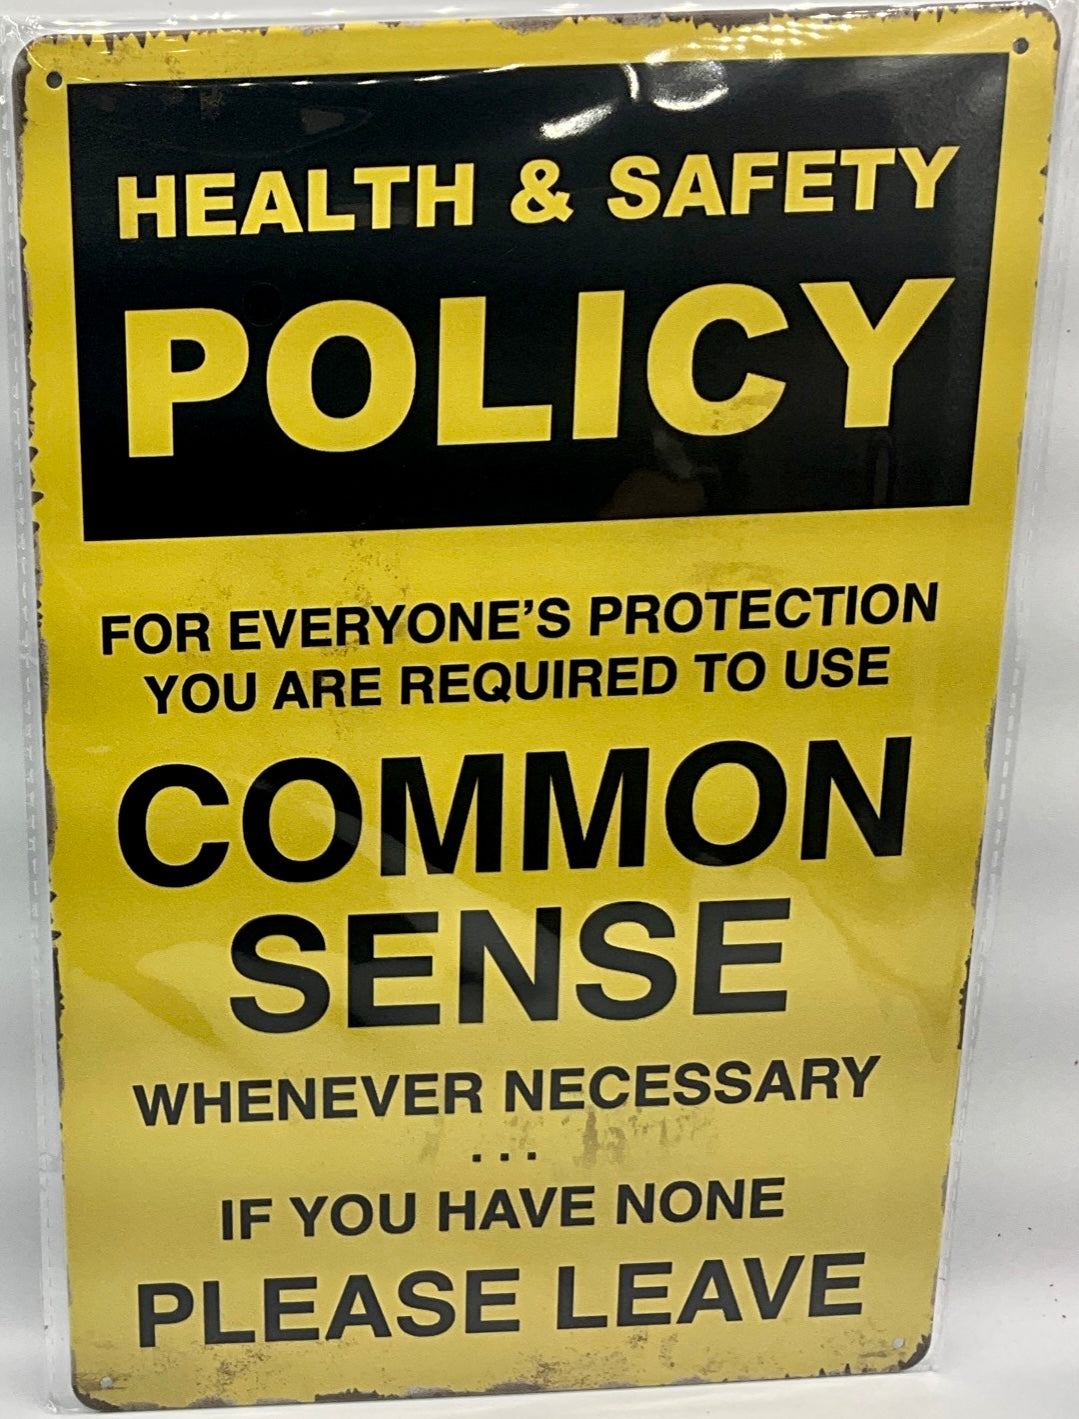 HEALTH & SAFETY
POLICY
FOR EVERYONE’S PROTECTION
YOU ARE REQUIRED TO USE
COMMON
SENSE
WHENEVER NECESSARY
...
IF YOU HAVE NONE
PLEASE LEAVE